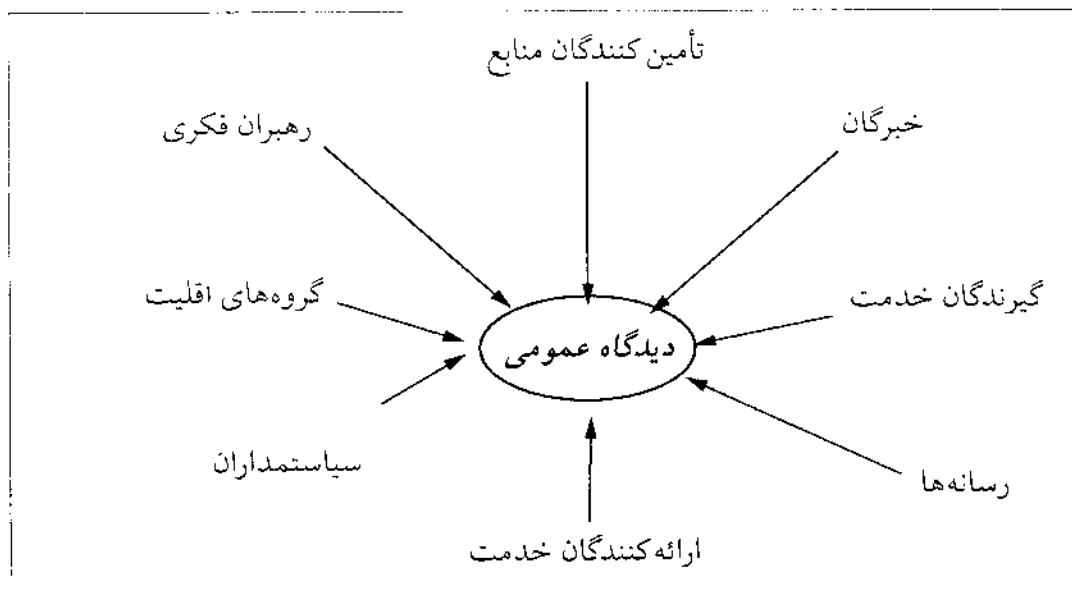 تأمین کنندگان منابع
خبرگان
رهبران فکری
گیرندگان خدمت
گروه‌های اقلیت
دیدگاه عمومی
سیاستمداران
رسانه‌ها
ارائه‌کنندگان خدمت